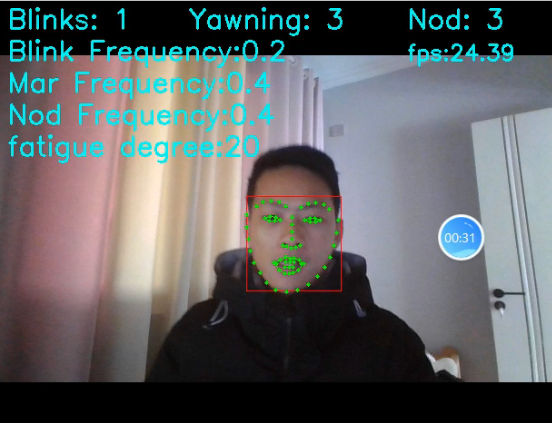 Blinks: 1 Yawning: 3 Nod: 3
Blink Frequency:0.2 fps:24.39
Mar Frequency:0.4
Nod Frequency:0.4
fatigue degree:20
00:31